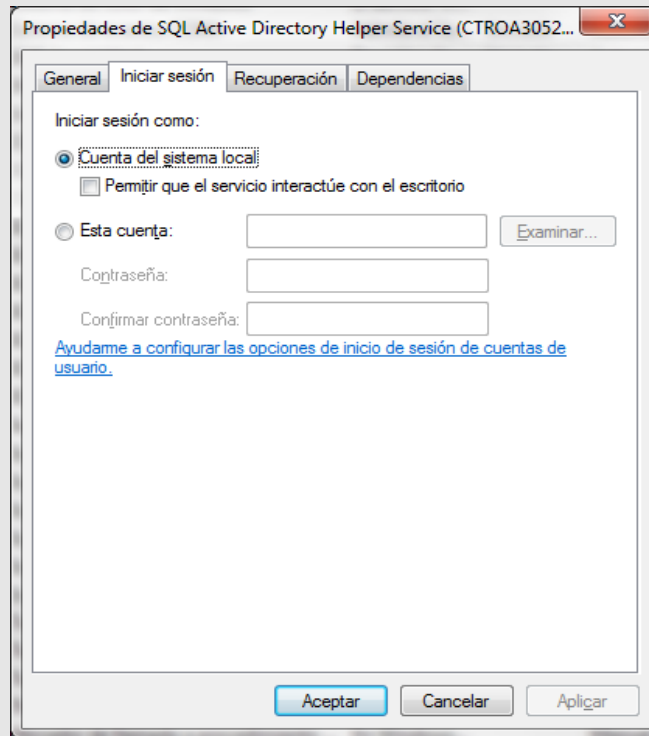 Propiedades de SQL Active Directory Helper Service (CTROA3052...
General Iniciar sesión Recuperación Dependencias
Iniciar sesión como:
Cuenta del sistema local
Permitir que el servicio interactúe con el escritorio
Esta cuenta: Examinar...
Contraseña:
Confirmar contraseña:
Ayudarme a configurar las opciones de inicio de sesión de cuentas de
usuario.
Aceptar Cancelar Aplicar